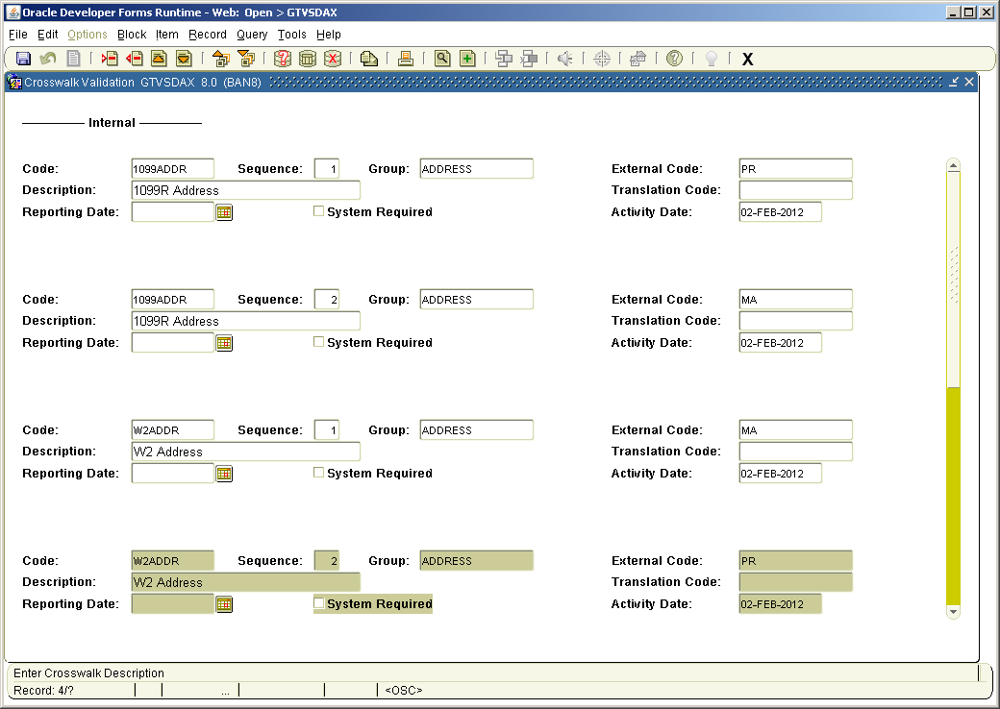 Oracle Developer Forms Runtime - Web: Open > GTVSDAX
File Edit Options Block Item Record Query Tools Help
Crosswalk Validation GTVSDAX 8.0 (BAN8)
Internal
Code: 1099ADDR Sequence: 1 Group: ADDRESS External Code: PR
Description: 1099R Address Translation Code:
Reporting Date: System Required Activity Date: 02-FEB-2012
Code: 1099ADDR Sequence: 2 Group: ADDRESS External Code: MA
Description: 1099R Address Translation Code:
Reporting Date: System Required Activity Date: 02-FEB-2012
Code: W2ADDR Sequence: 1 Group: ADDRESS External Code: MA
Description: W2 Address Translation Code:
Reporting Date: System Required Activity Date: 02-FEB-2012
Code: W2ADDR Sequence: 2 Group: ADDRESS External Code: PR
Description: W2 Address Translation Code:
Reporting Date: System Required Activity Date: 02-FEB-2012
Enter Crosswalk Description
Record: 4/? ... <OSC>